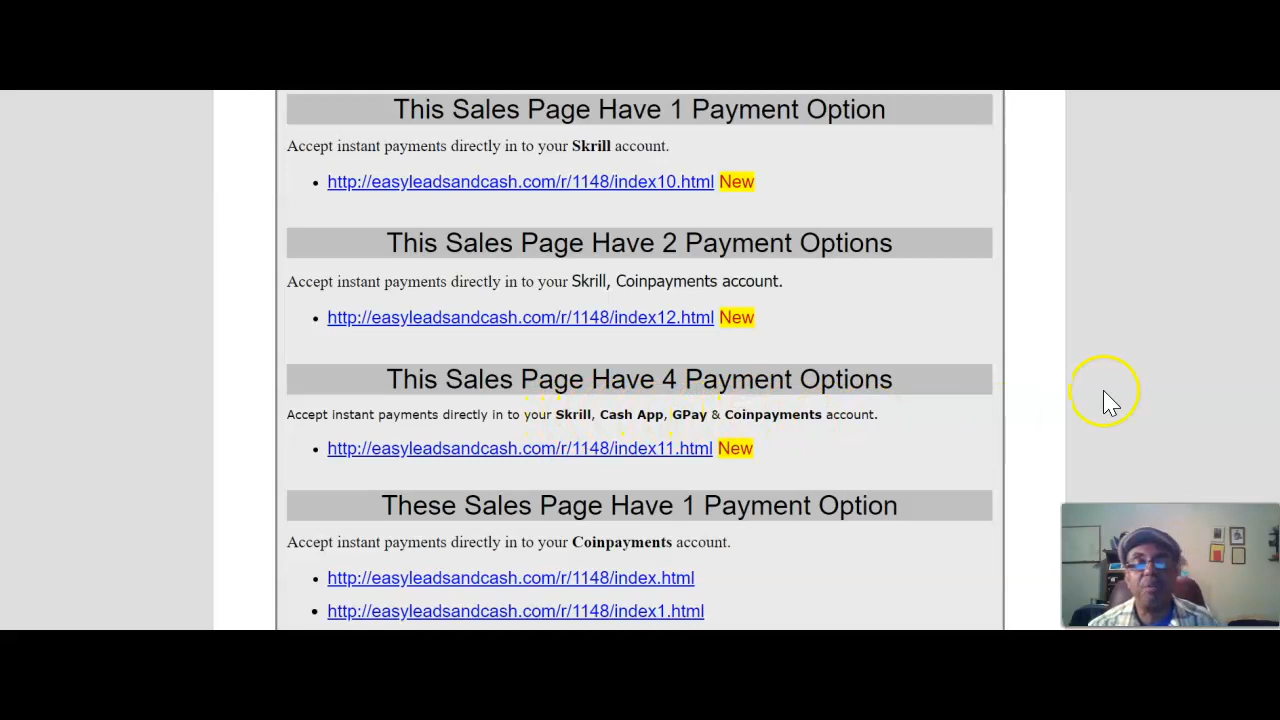 This Sales Page Have 1 Payment Option
Accept instant payments directly in to your Skrill account.
http://easyleadsandcash.com/r/1148/index10.html New
This Sales Page Have 2 Payment Options
Accept instant payments directly in to your Skrill, Coinpayments account.
http://easyleadsandcash.com/r/1148/index12.html New
This Sales Page Have 4 Payment Options
Accept instant payments directly in to your Skrill, Cash App, GPay & Coinpayments account.
http://easyleadsandcash.com/r/1148/index11.html New
These Sales Page Have 1 Payment Option
Accept instant payments directly in to your Coinpayments account.
http://easyleadsandcash.com/r/1148/index.html
http://easyleadsandcash.com/r/1148/index1.html